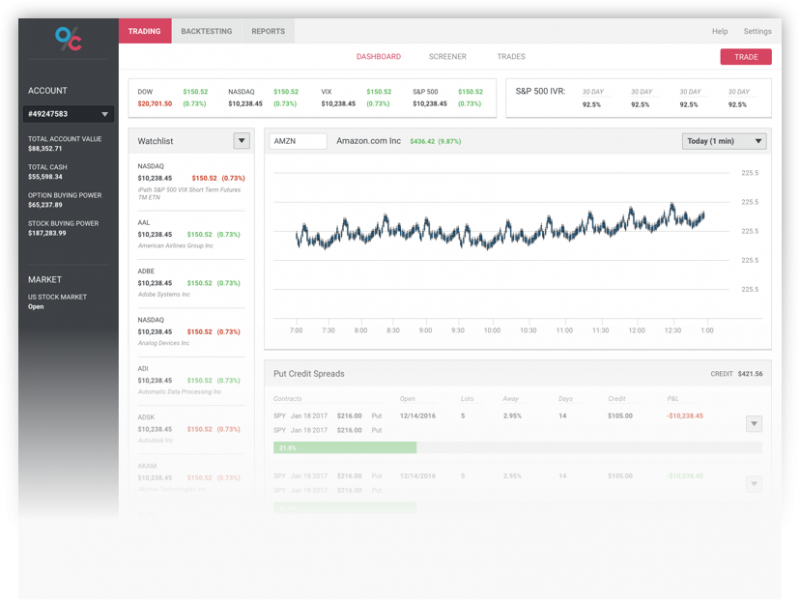 TRADING BACKTESTING REPORTS Help Settings
DASHBOARD SCREENER TRADES TRADE
ACCOUNT
#49247583
TOTAL ACCOUNT VALUE
$88,352.71
TOTAL CASH
$55,598.34
OPTION BUYING POWER
$65,237.89
STOCK BUYING POWER
$187,283.99
MARKET
US STOCK MARKET
Open
DOW $150.52 NASDAQ $150.52 VIX $150.52 S&P 500 $150.52
$20,701.50 (0.73%) $10,238.45 (0.73%) $10,238.45 (0.73%) $10,238.45 (0.73%)
S&P 500 IVR: 30 DAY 30 DAY 30 DAY 30 DAY
92.5% 92.5% 92.5% 92.5%
Watchlist
NASDAQ
$10,238.45 $150.52 (0.73%)
iPath S&P 500 VIX Short Term Futures
TM ETN
AAL
$10,238.45 $150.52 (0.73%)
American Airlines Group Inc
ADBE
$10,238.45 $150.52 (0.73%)
Adobe Systems Inc
NASDAQ
$10,238.45 $150.52 (0.73%)
Analog Devices Inc
ADI
$10,238.45 $150.52 (0.73%)
Automatic Data Processing Inc
ADSK
$10,238.45 $150.52 (0.73%)
Autodesk Inc
AKAM
$10,238.45 $150.52 (0.73%)
Akamai Technologies Inc
AMZN Amazon.com Inc $436.42 (9.87%) Today (1 min)
225.5
225.5
225.5
225.5
225.5
7:00 7:30 8:00 8:30 9:00 9:30 10:00 10:30 11:00 11:30 12:00 12:30 1:00
Put Credit Spreads CREDIT $421.56
Contracts Open Lots Away Days Credit P&L
SPY Jan 18 2017 $216.00 Put 12/14/2016 5 2.95% 14 $105.00 -$10,238.45
SPY Jan 18 2017 $216.00 Put
21.8%
SPY Jan 18 2017 $216.00 Put 12/14/2016 5 2.95% 14 $105.00
SPY Jan 18 2017 $216.00 Put